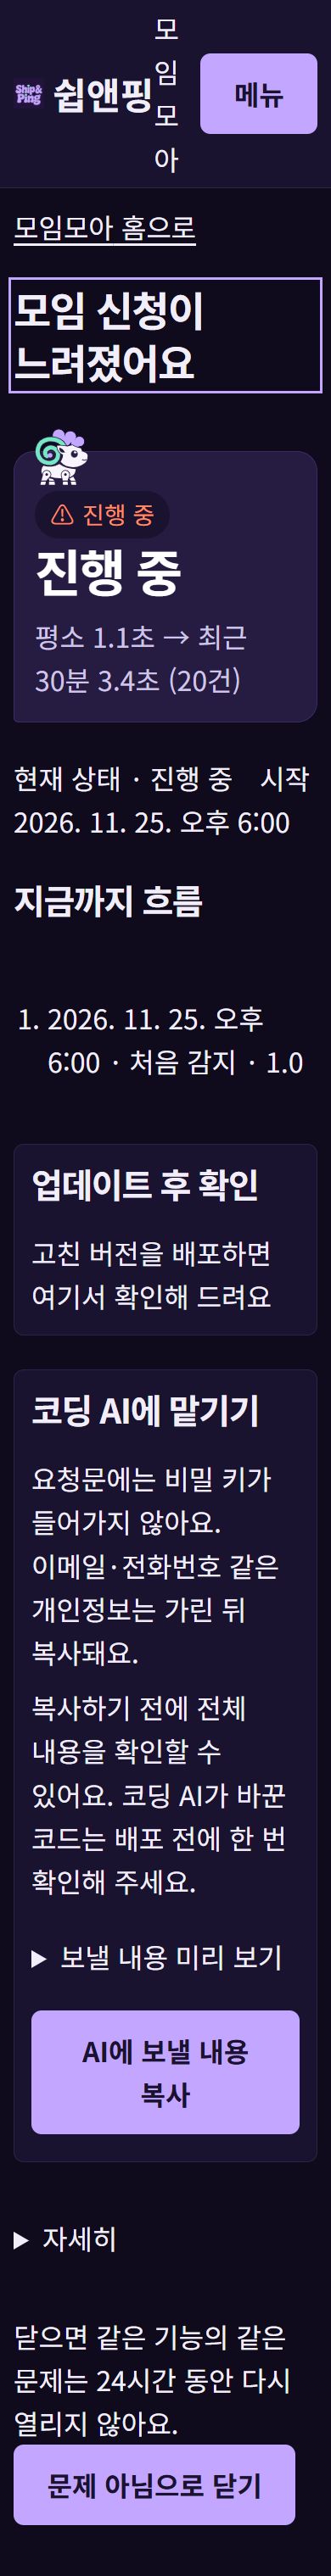 Ship&
Ping
쉽앤핑
모
임
모
아
메뉴
모임모아 홈으로
모임 신청이
느려졌어요
진행 중
진행 중
평소 1.1초 → 최근
30분 3.4초 (20건)
현재 상태 · 진행 중 시작
2026. 11. 25. 오후 6:00
지금까지 흐름
1. 2026. 11. 25. 오후
6:00 · 처음 감지 · 1.0
업데이트 후 확인
고친 버전을 배포하면
여기서 확인해 드려요
코딩 AI에 맡기기
요청문에는 비밀 키가
들어가지 않아요.
이메일·전화번호 같은
개인정보는 가린 뒤
복사돼요.
복사하기 전에 전체
내용을 확인할 수
있어요. 코딩 AI가 바꾼
코드는 배포 전에 한 번
확인해 주세요.
▶ 보낼 내용 미리 보기
AI에 보낼 내용
복사
▶ 자세히
닫으면 같은 기능의 같은
문제는 24시간 동안 다시
열리지 않아요.
문제 아님으로 닫기